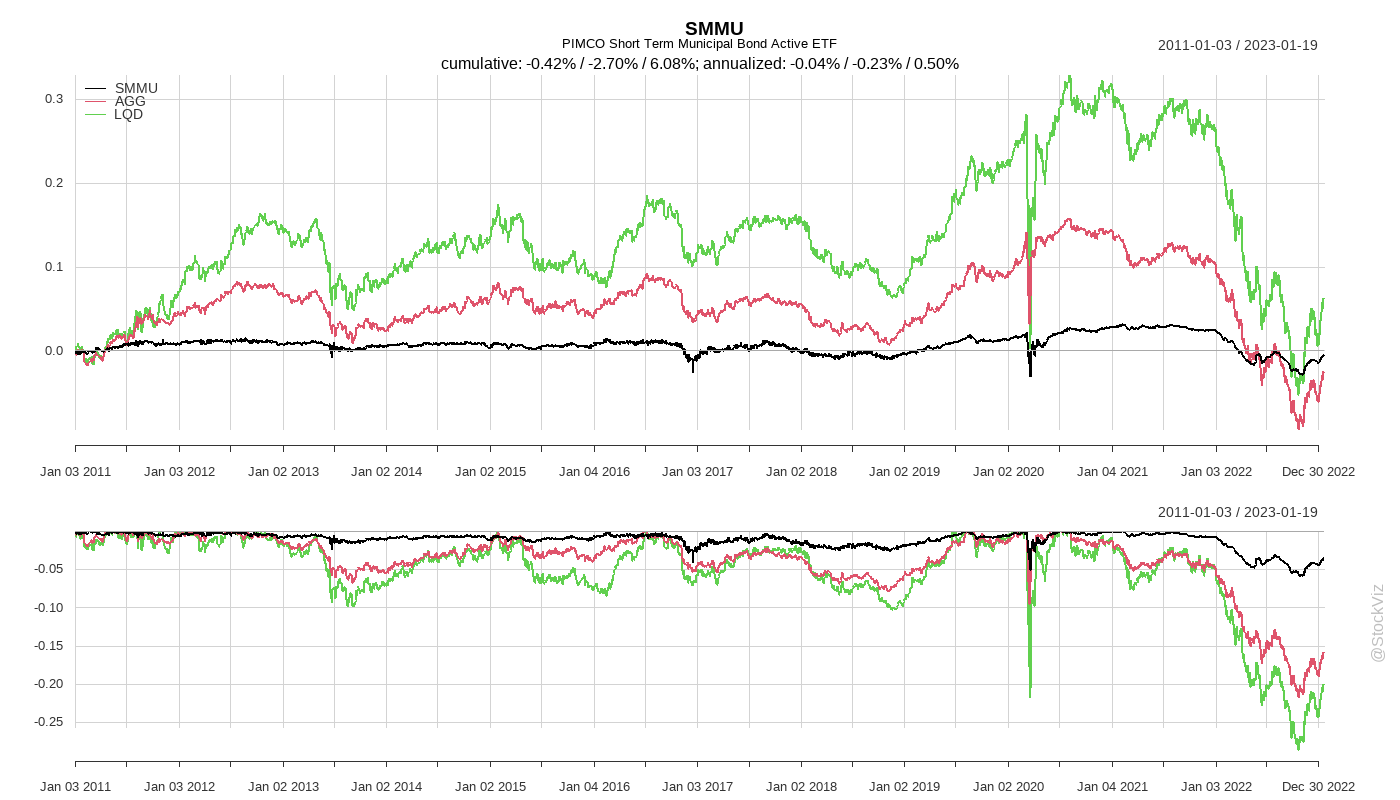 SMMU
PIMCO Short Term Municipal Bond Active ETF
2011-01-03 / 2023-01-19
cumulative: -0.42% / -2.70% / 6.08%; annualized: -0.04% / -0.23% / 0.50%
SMMU
AGG
LQD
0.3
0.2
0.1
0.0
Jan 03 2011 Jan 03 2012 Jan 02 2013 Jan 02 2014 Jan 02 2015 Jan 04 2016 Jan 03 2017 Jan 02 2018 Jan 02 2019 Jan 02 2020 Jan 04 2021 Jan 03 2022 Dec 30 2022
2011-01-03 / 2023-01-19
-0.05
-0.10
-0.15
-0.20
-0.25
Jan 03 2011 Jan 03 2012 Jan 02 2013 Jan 02 2014 Jan 02 2015 Jan 04 2016 Jan 03 2017 Jan 02 2018 Jan 02 2019 Jan 02 2020 Jan 04 2021 Jan 03 2022 Dec 30 2022
@StockViz